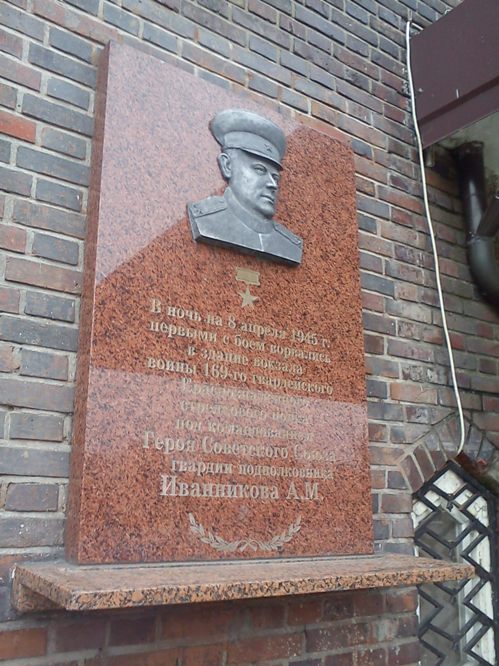 В ночь на 8 апреля 1945 г.
первыми с боем ворвались
в здание вокзала
воины 169-го гвардейского
Краснознаменного
стрелкового полка
под командованием
Героя Советского Союза
гвардии подполковника
Иванникова А.М.